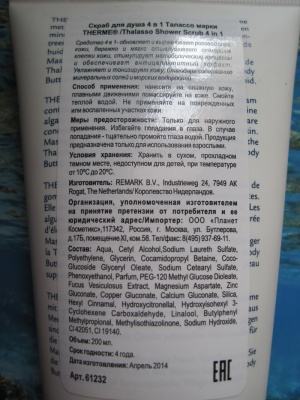 Скраб для душа 4 в 1 Талассо марки
THERME® /Thalasso Shower Scrub 4 in 1
Средство 4 в 1- обновляет и
Способ применения: нанести на влажную кожу,
плавными движениями помассируйте на коже. Смойте
теплой водой. Не применяйте на поврежденных
или воспаленных участках кожи.
Меры предосторожности: Только для наружного
применения. Избегайте попадания в глаза. В случае
попадания - тщательно промойте глаза водой. Продукция
предназначена только для использования взрослыми.
Условия хранения: Хранить в сухом, прохладном
темном месте, недоступном для детей, при температуре
от 10ºC до 20ºC.
Изготовитель: REMARK B.V., Industrieweg 24, 7949 AK
Rogat, The Netherlands/ Королевство Нидерландов.
Организация, уполномоченная изготовителем
на принятие претензии от потребителя и ее
юридический адрес/Импортер: ООО «Планет
Косметикс»,117342, Россия, г. Москва, ул. Бутлерова,
д.17Б, помещение XI, ком.56.Тел/факс: 8(495)937-69-11.
Состав: Aqua, Cetyl Alcohol,Sodium Laureth Sulfate,
Polyethylene, Glycerin, Cocamidopropyl Betaine, Coco-
Glucoside Glyceryl Oleate, Sodium Cetearyl Sulfate,
Phenoxyethanol, Parfum, PEG-120 Methyl Glucose Dioleate,
Fucus Vesiculosus Extract, Magnesium Aspartate, Zinc
Gluconate, Copper Gluconate, Calcium Gluconate, Silica,
Hexyl Cinnamal, Hydroxycitronellal, Hydroxyisohexyl 3-
Cyclohexene Carboxaldehyde, Linalool, Butylphenyl
Methylpropional, Methylisothiazolinone, Sodium Hydroxide,
CI 42051, CI 19140.
Объем: 200 мл.
Срок годности: 4 года.
Дата изготовления: Апрель 2014
Арт. 61232
EAC